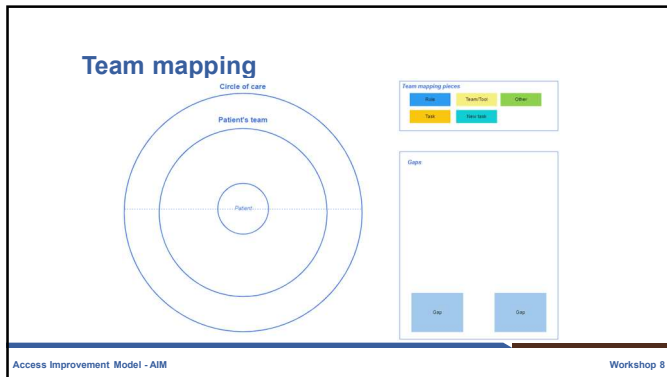 Team mapping
Circle of care
Patient's team
Patient
Team mapping pieces
Role Team/Tool Other
Task New task
Gaps
Gap Gap
Access Improvement Model - AIM Workshop 8